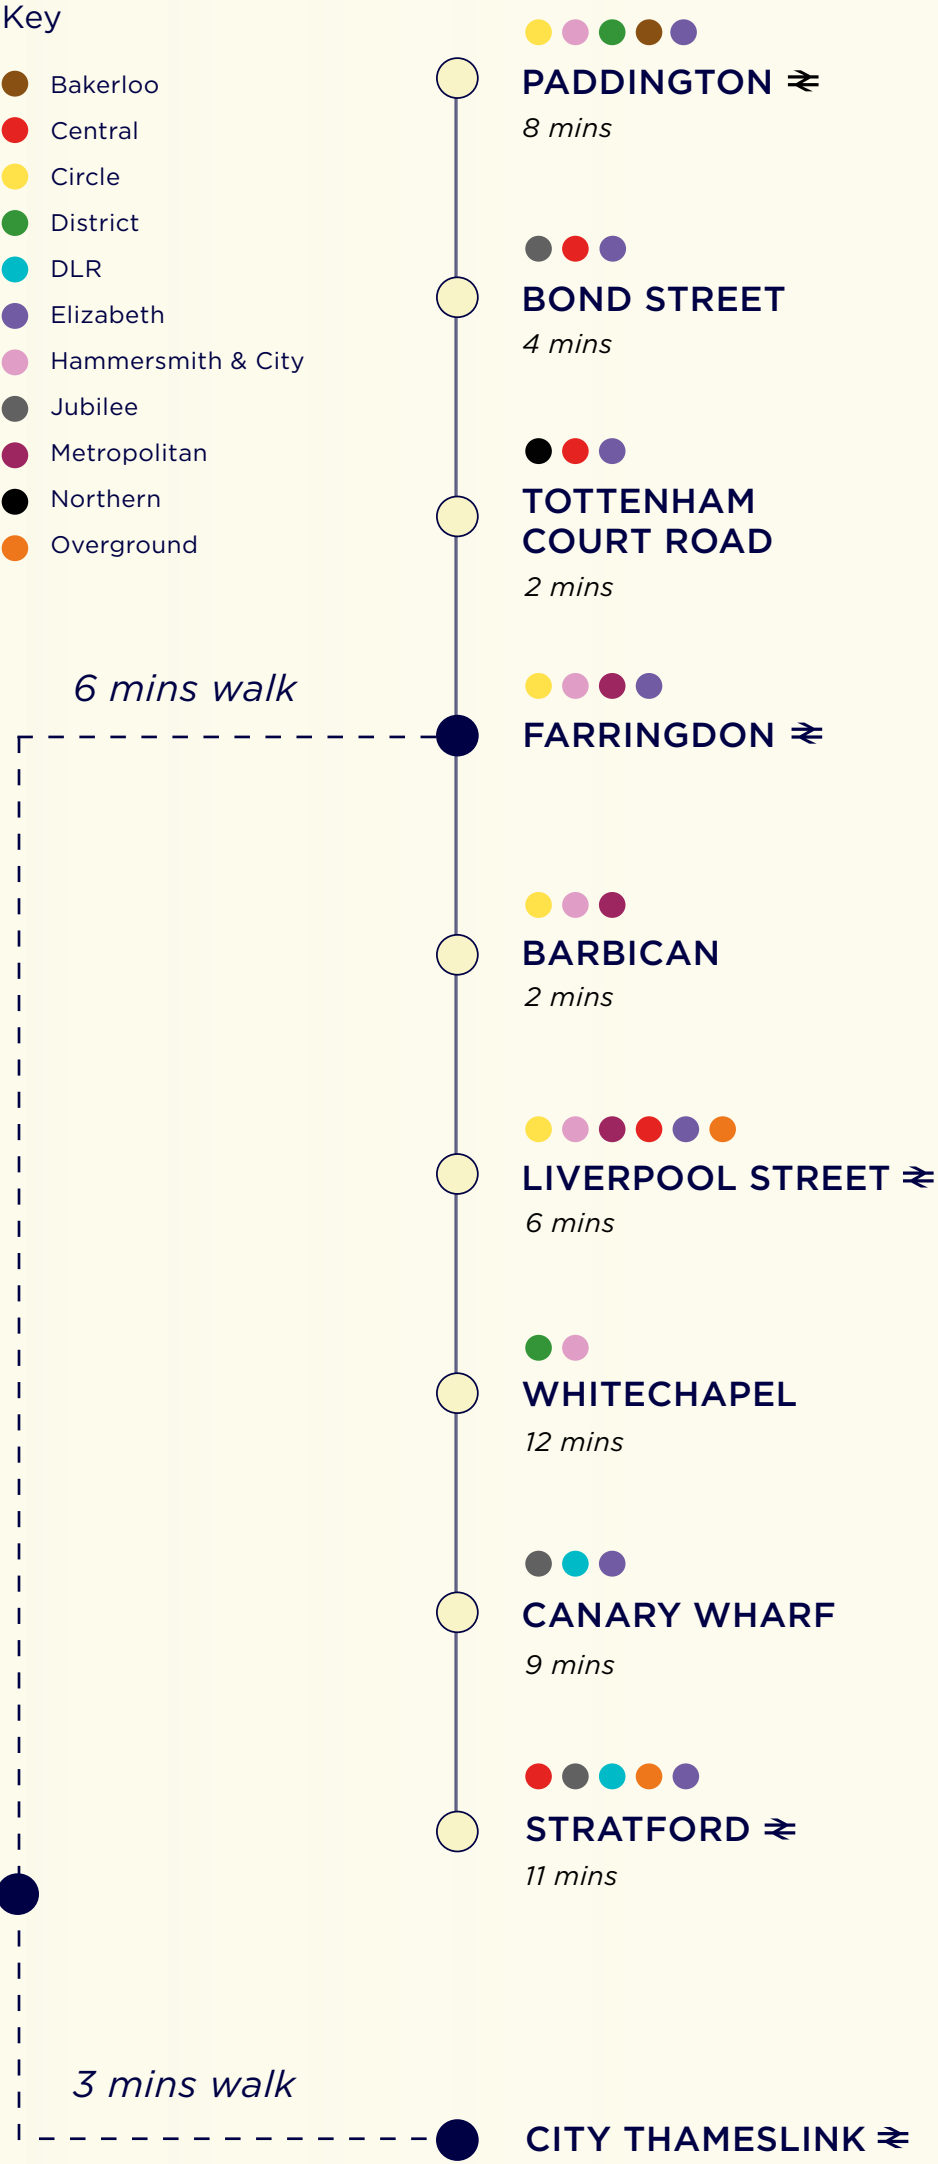 Key
Bakerloo
Central
Circle
District
DLR
Elizabeth
Hammersmith & City
Jubilee
Metropolitan
Northern
Overground
PADDINGTON
8 mins
BOND STREET
4 mins
TOTTENHAM
COURT ROAD
2 mins
6 mins walk
FARRINGDON
BARBICAN
2 mins
LIVERPOOL STREET
6 mins
WHITECHAPEL
12 mins
CANARY WHARF
9 mins
STRATFORD
11 mins
3 mins walk
CITY THAMESLINK